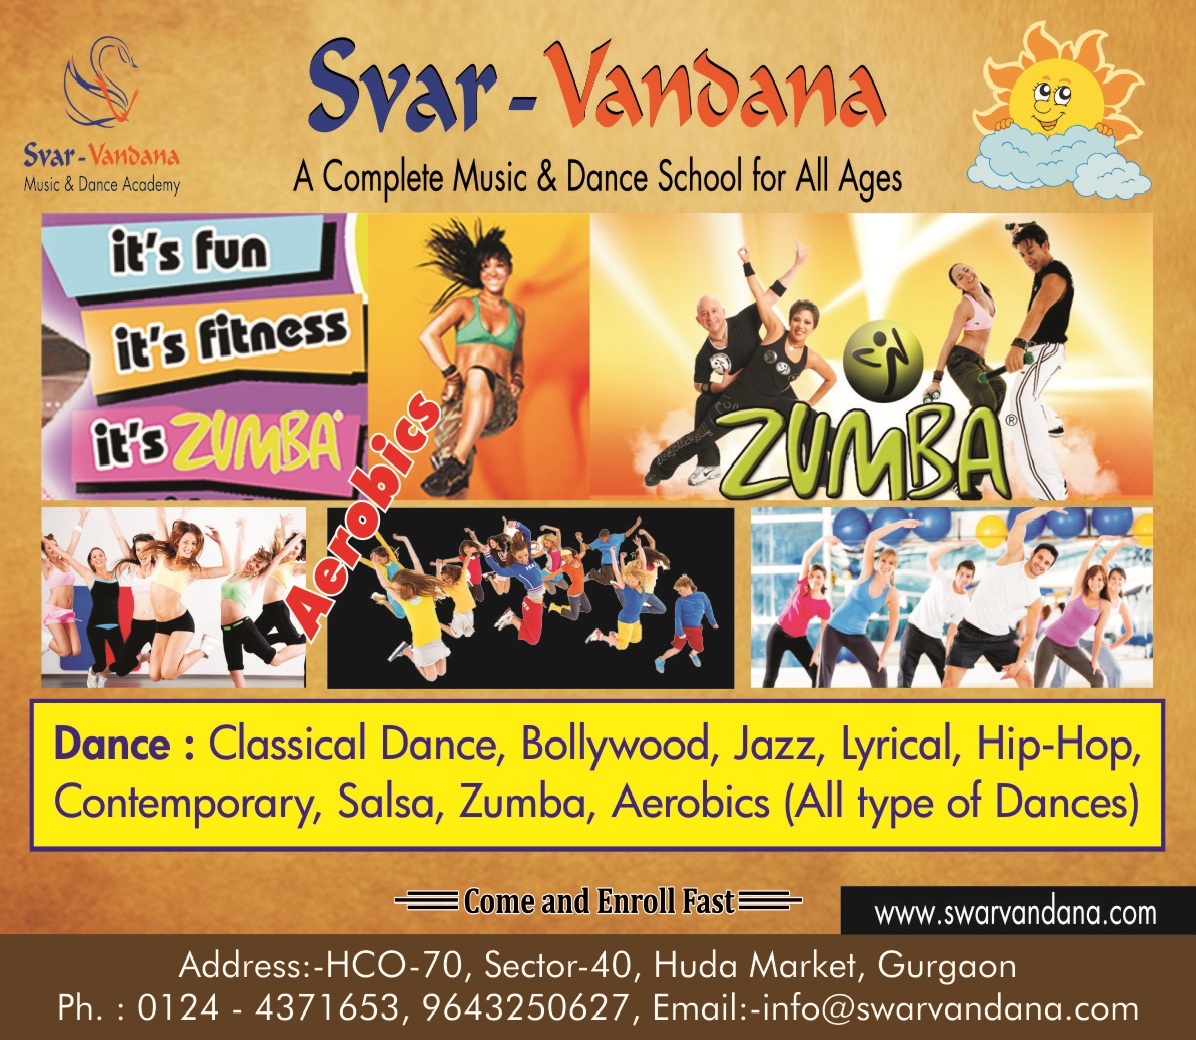 Svar-Vandana
Music & Dance Academy
Svar-Vandana
A Complete Music & Dance School for All Ages
it's fun
it's fitness
it's ZUMBA®
Aerobics
ZUMBA®
Dance : Classical Dance, Bollywood, Jazz, Lyrical, Hip-Hop,
Contemporary, Salsa, Zumba, Aerobics (All type of Dances)
Come and Enroll Fast
www.swarvandana.com
Address:-HCO-70, Sector-40, Huda Market, Gurgaon
Ph. : 0124 - 4371653, 9643250627, Email:-info@swarvandana.com